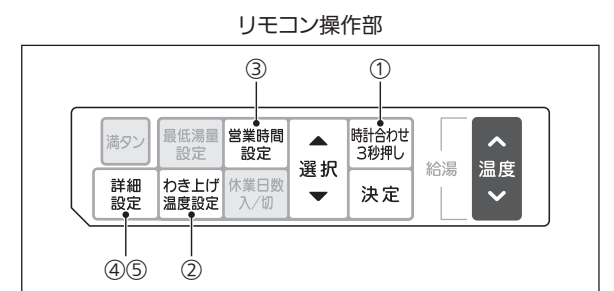 リモコン操作部
③
①
満タン
最低湯量
設定
営業時間
設定
▲
選択
▼
時計合わせ
3秒押し
給湯
温度
詳細
設定
わき上げ
温度設定
休業日数
入/切
決定
④⑤
②